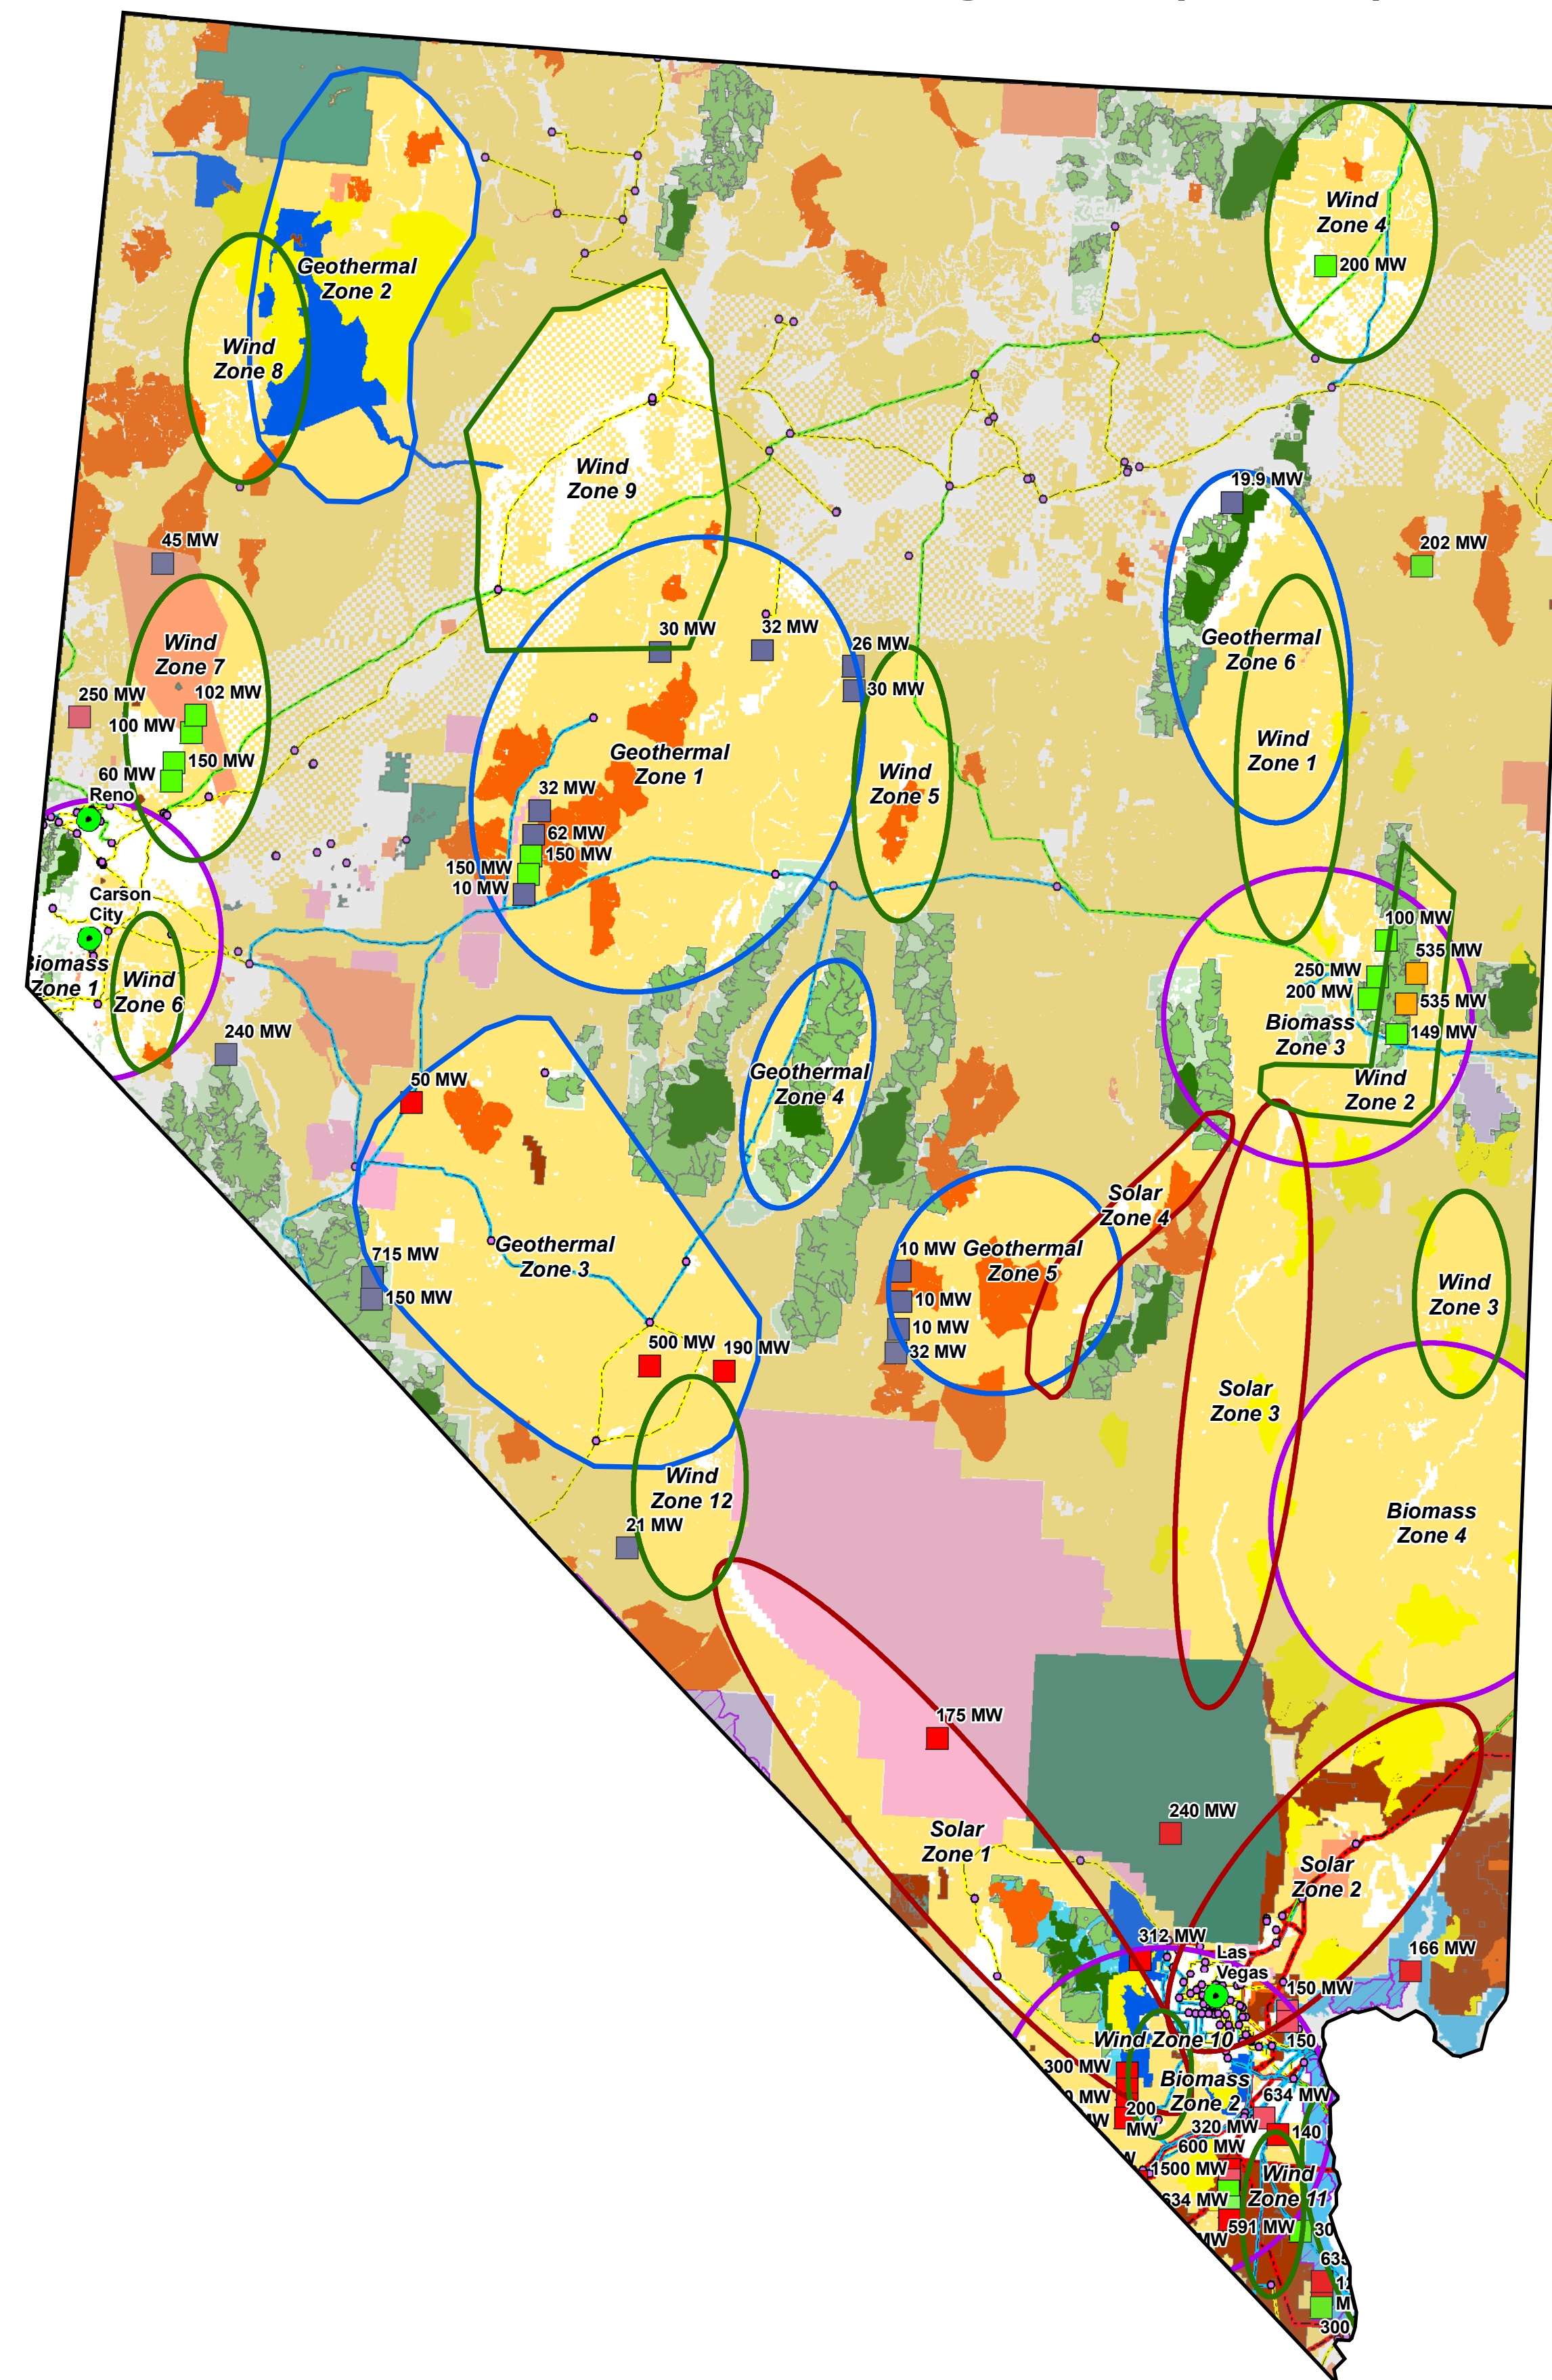 Wind
Zone 4
200 MW
Geothermal
Zone 2
Wind
Zone 8
Wind
Zone 9
19.9 MW
45 MW
202 MW
Wind
Zone 7
30 MW
32 MW
26 MW
30 MW
Geothermal
Zone 6
250 MW
102 MW
100 MW
150 MW
60 MW
Reno
Geothermal
Zone 1
Wind
Zone 5
Wind
Zone 1
32 MW
62 MW
150 MW
150 MW
10 MW
Carson
City
Biomass
Zone 1
Wind
Zone 6
240 MW
100 MW
535 MW
250 MW
200 MW
535 MW
149 MW
Biomass
Zone 3
Wind
Zone 2
50 MW
Geothermal
Zone 4
Solar
Zone 4
715 MW
150 MW
Geothermal
Zone 3
10 MW
Geothermal
Zone 5
10 MW
10 MW
32 MW
Wind
Zone 3
500 MW
190 MW
Solar
Zone 3
Wind
Zone 12
21 MW
Biomass
Zone 4
175 MW
240 MW
Solar
Zone 1
Solar
Zone 2
312 MW
Las
Vegas
166 MW
150 MW
150
Wind Zone 10
300 MW
Biomass
Zone 2
0 MW
200
MW
MW
634 MW
320 MW
140
600 MW
W
1500 MW
Wind
Zone 11
634 MW
591 MW
MW
30
635
M
300